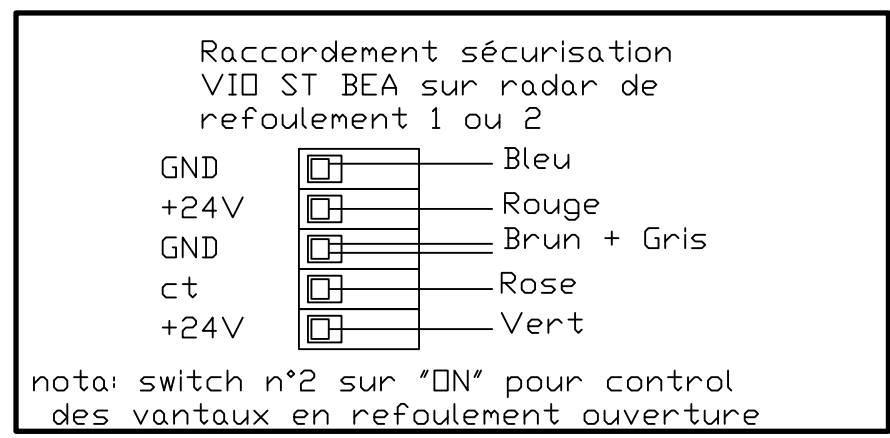 Raccordement sécurisation
VIO ST BEA sur radar de
refoulement 1 ou 2
GND Bleu
+24V Rouge
GND Brun + Gris
ct Rose
+24V Vert
nota: switch n°2 sur "ON" pour control
des vantaux en refoulement ouverture